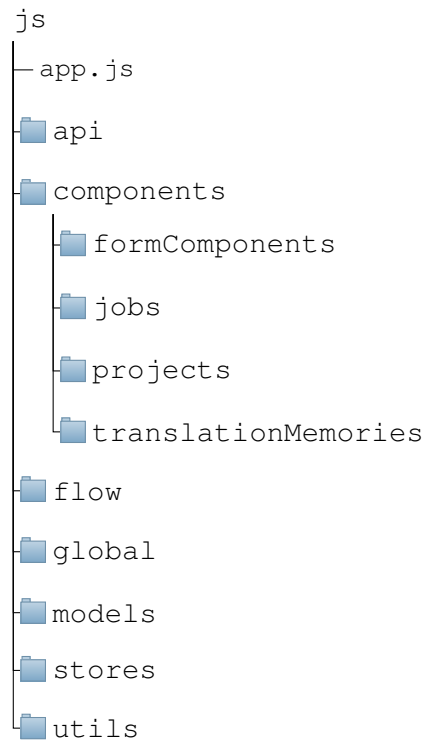 js
app.js
api
components
formComponents
jobs
projects
translationMemories
flow
global
models
stores
utils